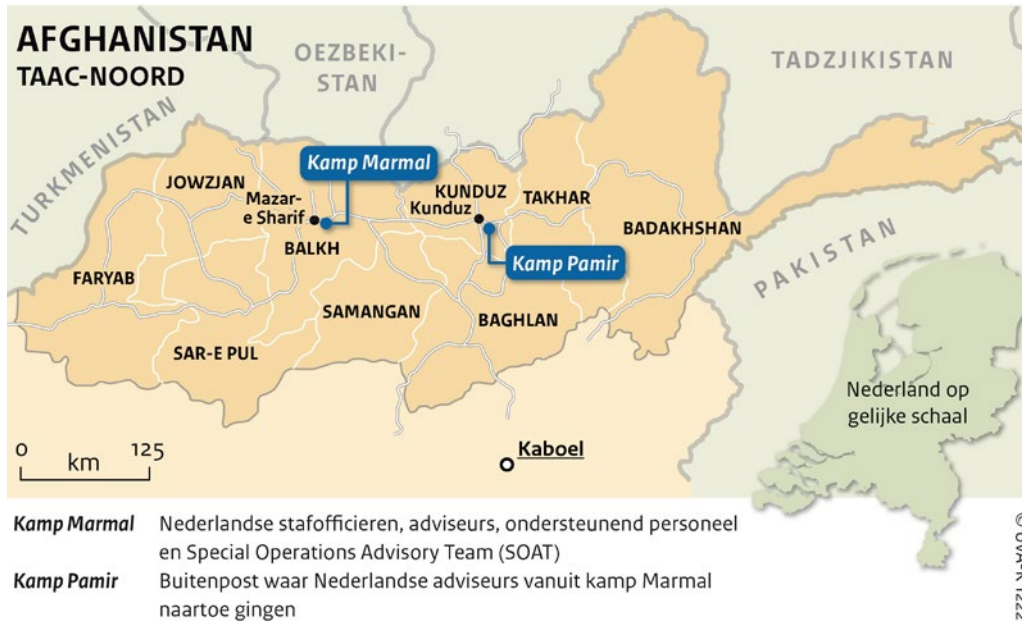 AFGHANISTAN
TAAC-NOORD
OEZBEKI-
STAN
TADZJIKISTAN
TURKMENISTAN
Kamp Marmal
JOWZJAN
Mazar-
e Sharif
KUNDUZ
Kunduz
TAKHAR
BALKH
BADAKHSHAN
Kamp Pamir
PAKISTAN
FARYAB
SAMANGAN
BAGHLAN
SAR-E PUL
Nederland op
gelijke schaal
0 125
km
Kaboel
Kamp Marmal Nederlandse stafofficieren, adviseurs, ondersteunend personeel
en Special Operations Advisory Team (SOAT)
Kamp Pamir Buitenpost waar Nederlandse adviseurs vanuit kamp Marmal
naartoe gingen
© UvA-K 1222